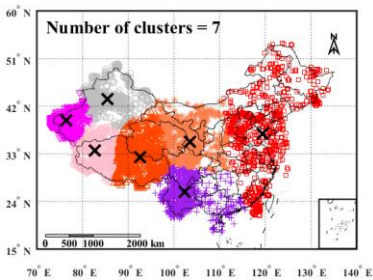 60° N
Number of clusters = 7
N
51° N
42° N
33° N
24° N
0 500 1000 2000 km
15° N
70° E 80° E 90° E 100° E 110° E 120° E 130° E 140° E